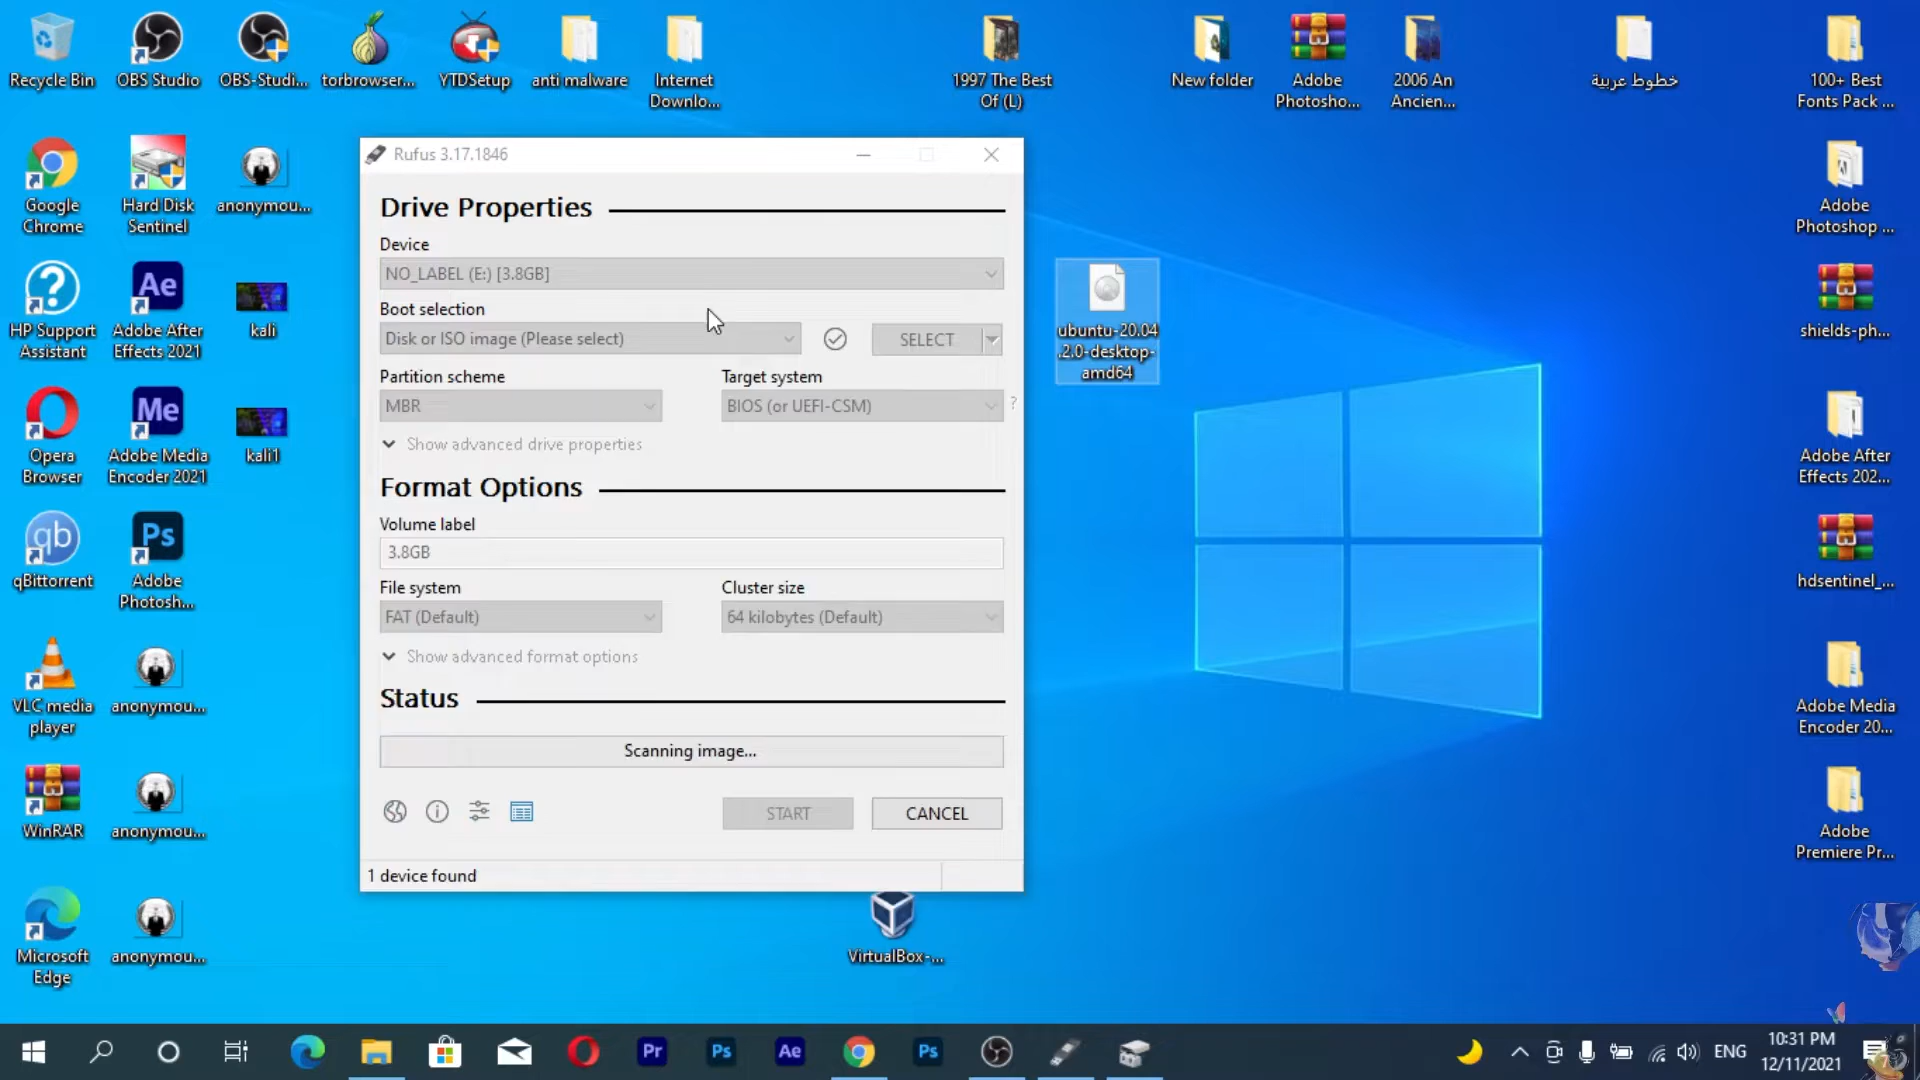 Recycle Bin
OBS Studio
OBS-Studi...
torbrowser...
YTDSetup
anti malware
Internet
Downlo...
1997 The Best
Of (L)
New folder
Adobe
Photosho...
2006 An
Ancien...
خطوط عربية
100+ Best
Fonts Pack ...
Google
Chrome
Hard Disk
Sentinel
anonymou...
HP Support
Assistant
Adobe After
Effects 2021
kali
Opera
Browser
Adobe Media
Encoder 2021
kali1
qBittorrent
Adobe
Photosh...
VLC media
player
anonymou...
WinRAR
anonymou...
Microsoft
Edge
anonymou...
Rufus 3.17.1846
Drive Properties
Device
NO_LABEL (E:) [3.8GB]
Boot selection
Disk or ISO image (Please select)
SELECT
Partition scheme
Target system
MBR
BIOS (or UEFI-CSM)
?
Show advanced drive properties
Format Options
Volume label
3.8GB
File system
Cluster size
FAT (Default)
64 kilobytes (Default)
Show advanced format options
Status
Scanning image...
START
CANCEL
1 device found
ubuntu-20.04
.2.0-desktop-
amd64
VirtualBox-...
Adobe
Photoshop ...
shields-ph...
Adobe After
Effects 202...
hdsentinel_...
Adobe Media
Encoder 20...
Adobe
Premiere Pr...
Ae
Me
qb
Ps
Pr
Ps
Ae
Ps
ENG
10:31 PM
12/11/2021